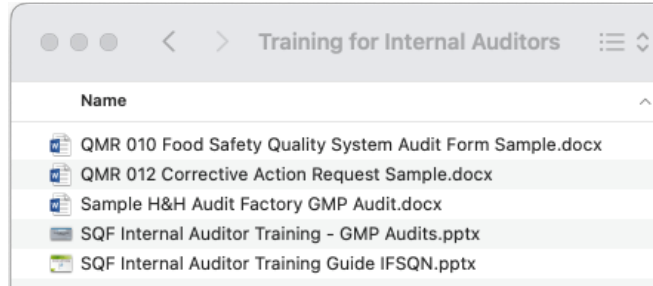 Training for Internal Auditors
Name
QMR 010 Food Safety Quality System Audit Form Sample.docx
QMR 012 Corrective Action Request Sample.docx
Sample H&H Audit Factory GMP Audit.docx
SQF Internal Auditor Training - GMP Audits.pptx
SQF Internal Auditor Training Guide IFSQN.pptx